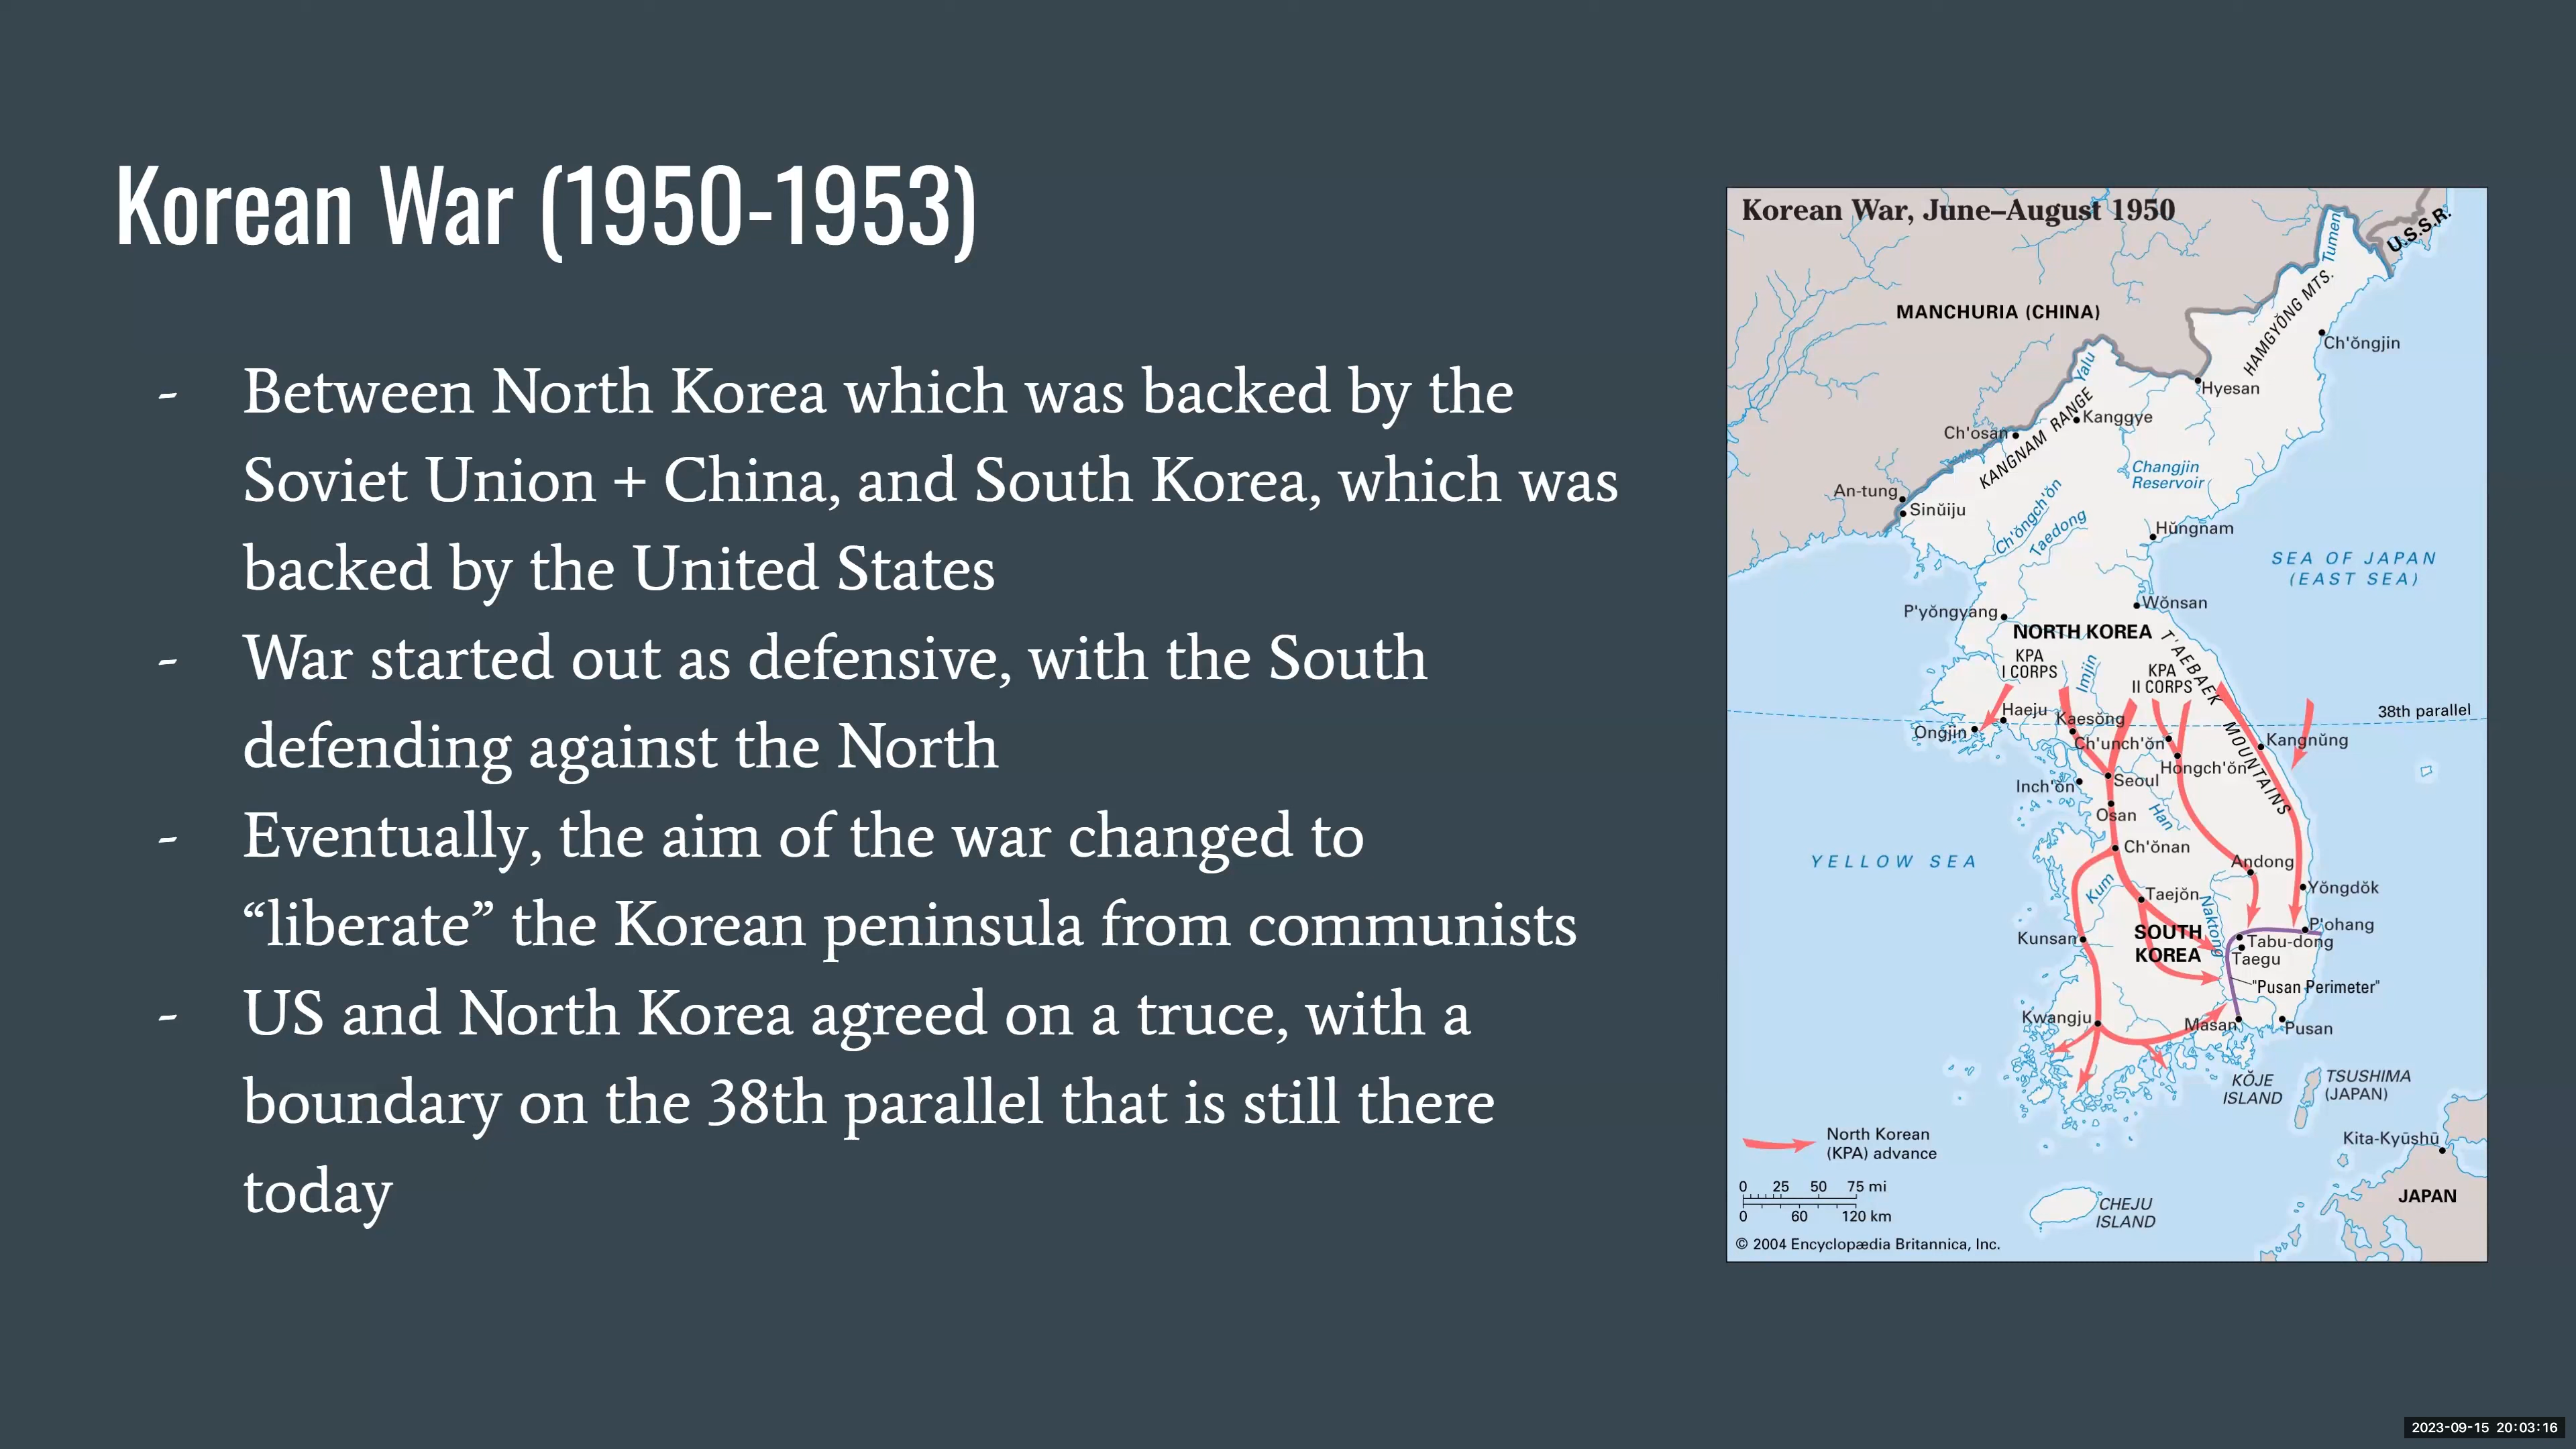 Korean War (1950-1953)
- Between North Korea which was backed by the
Soviet Union + China, and South Korea, which was
backed by the United States
- War started out as defensive, with the South
defending against the North
- Eventually, the aim of the war changed to
“liberate” the Korean peninsula from communists
- US and North Korea agreed on a truce, with a
boundary on the 38th parallel that is still there
today
Korean War, June–August 1950
U.S.S.R.
Tumen
MANCHURIA (CHINA)
HAMGYŎNG MTS.
Ch'ŏngjin
Yalu
Hyesan
KANGNAM RANGE
Kanggye
Ch'osan
Changjin
Reservoir
An-tung
Sinŭiju
Ch'ŏngch'ŏn
Taedong
Hŭngnam
SEA OF JAPAN
(EAST SEA)
Wŏnsan
P'yŏngyang
NORTH KOREA
T'AEBAEK MOUNTAINS
KPA
I CORPS
Imjin
KPA
II CORPS
38th parallel
Haeju
Kaesŏng
Ongjin
Ch'unch'ŏn
Kangnŭng
Hongch'ŏn
Seoul
Inch'ŏn
Osan
Han
Ch'ŏnan
YELLOW SEA
Andong
Kum
Taejŏn
Yŏngdŏk
Naktong
P'ohang
Kunsan
SOUTH
KOREA
Tabu-dong
Taegu
"Pusan Perimeter"
Kwangju
Masan
Pusan
KŎJE
ISLAND
TSUSHIMA
(JAPAN)
North Korean
(KPA) advance
Kita-Kyūshū
0 25 50 75 mi
0 60 120 km
CHEJU
ISLAND
JAPAN
© 2004 Encyclopædia Britannica, Inc.
2023-09-15 20:03:16